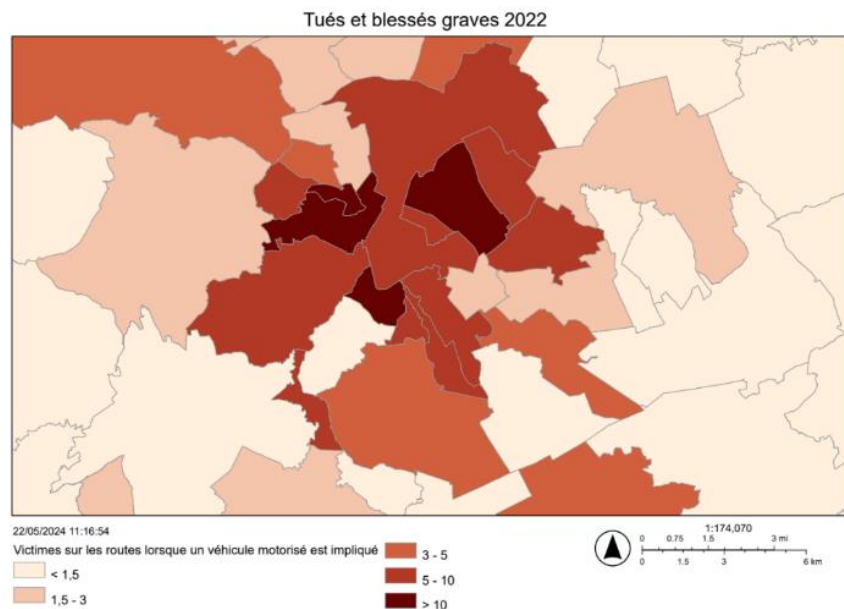 Tués et blessés graves 2022
22/05/2024 11:16:54
Victimes sur les routes lorsque un véhicule motorisé est impliqué
< 1,5
1,5 - 3
3 - 5
5 - 10
> 10
1:174,070
0 0.75 1.5 3 mi
0 1.5 3 6 km